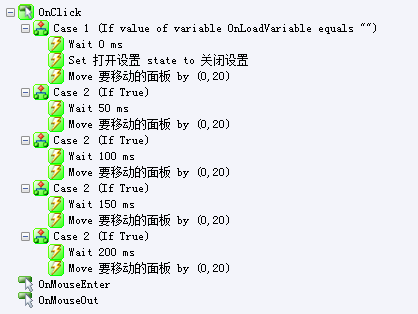 OnClick
Case 1 (If value of variable OnLoadVariable equals "")
Wait 0 ms
Set 打开设置 state to 关闭设置
Move 要移动的面板 by (0,20)
Case 2 (If True)
Wait 50 ms
Move 要移动的面板 by (0,20)
Case 2 (If True)
Wait 100 ms
Move 要移动的面板 by (0,20)
Case 2 (If True)
Wait 150 ms
Move 要移动的面板 by (0,20)
Case 2 (If True)
Wait 200 ms
Move 要移动的面板 by (0,20)
OnMouseEnter
OnMouseOut